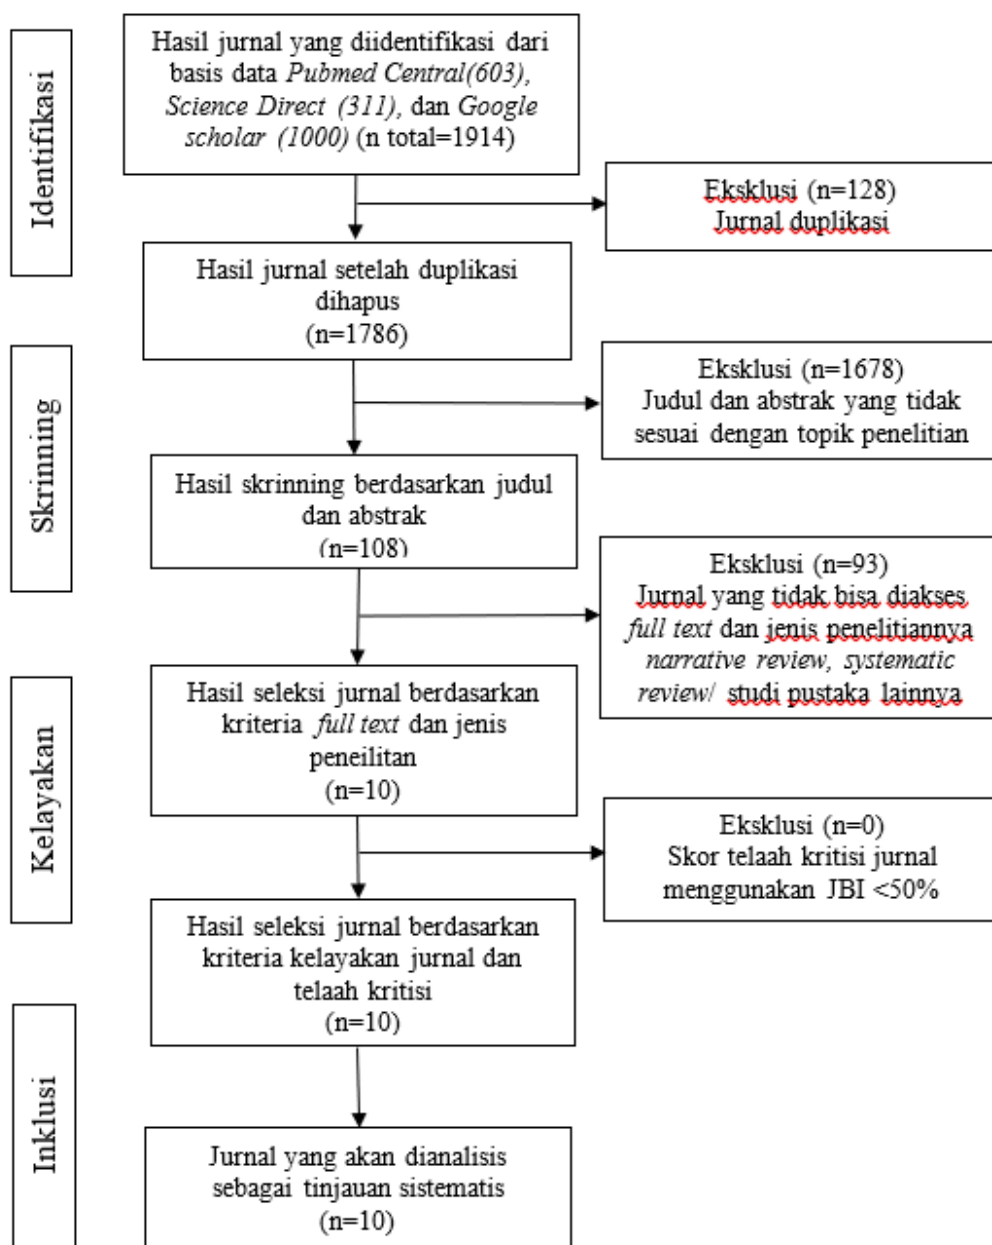 Identifikasi
Hasil jurnal yang diidentifikasi dari
basis data Pubmed Central(603),
Science Direct (311), dan Google
scholar (1000) (n total=1914)
Eksklusi (n=128)
Jurnal duplikasi
Hasil jurnal setelah duplikasi
dihapus
(n=1786)
Skrinning
Eksklusi (n=1678)
Judul dan abstrak yang tidak
sesuai dengan topik penelitian
Hasil skrinning berdasarkan judul
dan abstrak
(n=108)
Eksklusi (n=93)
Jurnal yang tidak bisa diakses
full text dan jenis penelitiannya
narrative review, systematic
review/ studi pustaka lainnya
Kelayakan
Hasil seleksi jurnal berdasarkan
kriteria full text dan jenis
peneilitan
(n=10)
Eksklusi (n=0)
Skor telaah kritisi jurnal
menggunakan JBI <50%
Hasil seleksi jurnal berdasarkan
kriteria kelayakan jurnal dan
telaah kritisi
(n=10)
Inklusi
Jurnal yang akan dianalisis
sebagai tinjauan sistematis
(n=10)